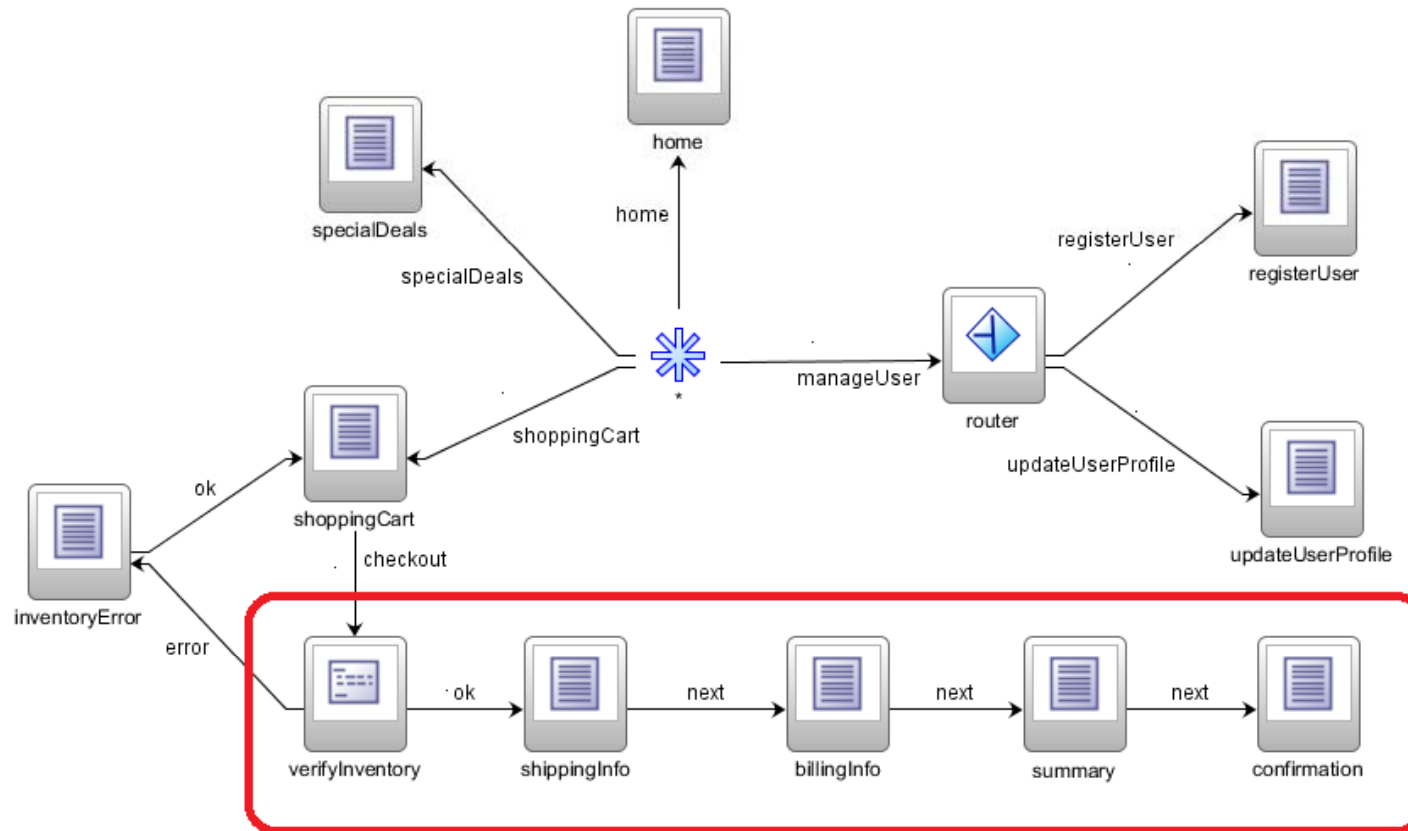 home
specialDeals
home
registerUser
registerUser
specialDeals
manageUser
*
router
shoppingCart
updateUserProfile
ok
shoppingCart
updateUserProfile
checkout
inventoryError
error
ok
next
next
next
verifyInventory
shippingInfo
billingInfo
summary
confirmation